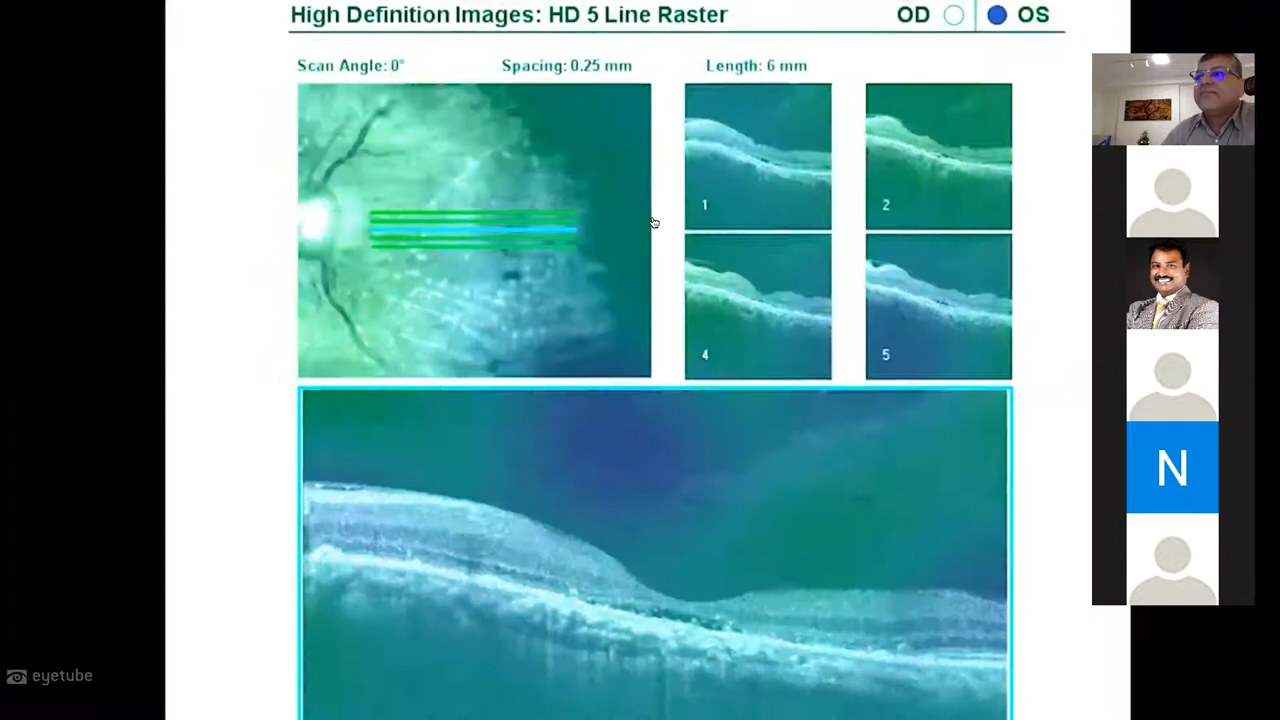 High Definition Images: HD 5 Line Raster
OD OS
Scan Angle: 0° Spacing: 0.25 mm Length: 6 mm
1
2
4
5
N
eyetube